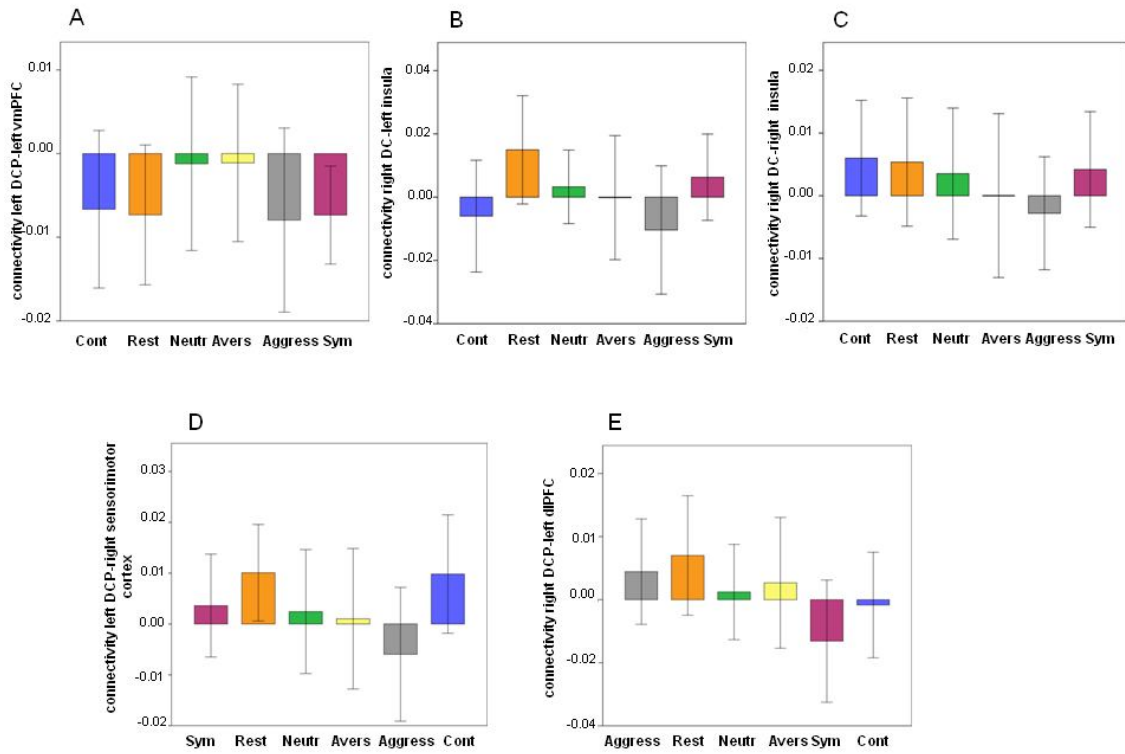 A
connectivity left DCP-left vmPFC
0.01
0.00
-0.01
-0.02
Cont Rest Neutr Avers Aggress Sym
B
connectivity right DC-left insula
0.04
0.02
0.00
-0.02
-0.04
Cont Rest Neutr Avers Aggress Sym
C
connectivity right DC-right insula
0.02
0.01
0.00
-0.01
-0.02
Cont Rest Neutr Avers Aggress Sym
D
connectivity left DCP-right sensorimotor
cortex
0.03
0.02
0.01
0.00
-0.01
-0.02
Sym Rest Neutr Avers Aggress Cont
E
connectivity right DCP-left dlPFC
0.02
0.01
0.00
-0.02
-0.04
Aggress Rest Neutr Avers Sym Cont